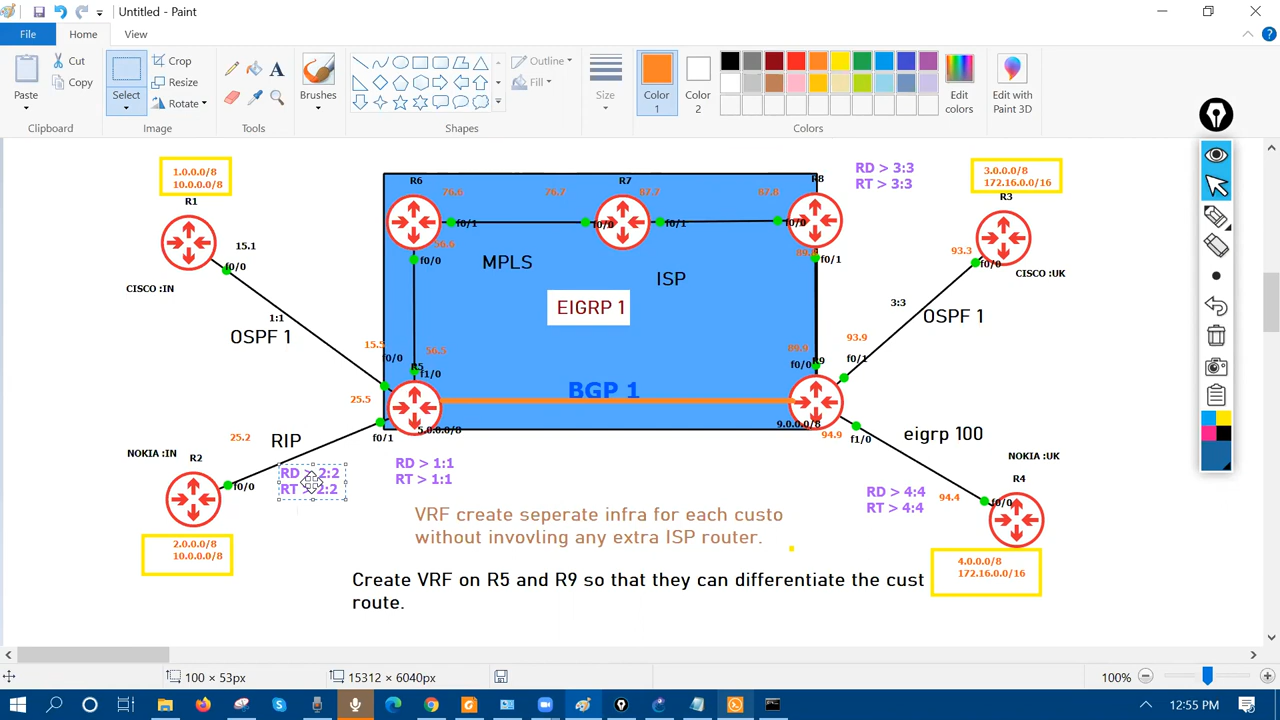 Untitled - Paint
File
Home
View
Paste
Cut
Copy
Clipboard
Select
Crop
Resize
Rotate
Image
Tools
Brushes
Shapes
Outline
Fill
Size
Color
1
Color
2
Edit
colors
Edit with
Paint 3D
Colors
1.0.0.0/8
10.0.0.0/8
R1
15.1
f0/0
CISCO :IN
1:1
OSPF 1
R6
76.6
f0/1
76.7
R7
f0/0
87.7
f0/1
67.8
R8
f0/0
f0/1
56.6
f0/0
MPLS
ISP
EIGRP 1
BGP 1
RD > 3:3
RT > 3:3
3.0.0.0/8
172.16.0.0/16
R3
93.3
f0/0
CISCO :UK
3:3
OSPF 1
93.9
f0/1
89.9
f0/0
R9
9.0.0.0/8
94.9
f1/0
eigrp 100
f0/0
56.5
R5
f1/0
25.5
f0/1
5.0.0.0/8
25.2
RIP
NOKIA :IN
R2
f0/0
RD > 2:2
RT > 2:2
2.0.0.0/8
10.0.0.0/8
RD > 1:1
RT > 1:1
RD > 4:4
RT > 4:4
94.4
NOKIA :UK
R4
f0/0
4.0.0.0/8
172.16.0.0/16
VRF create seperate infra for each custo
without invovling any extra ISP router.
Create VRF on R5 and R9 so that they can differentiate the cust
route.
100 × 53px
15312 × 6040px
100%
12:55 PM